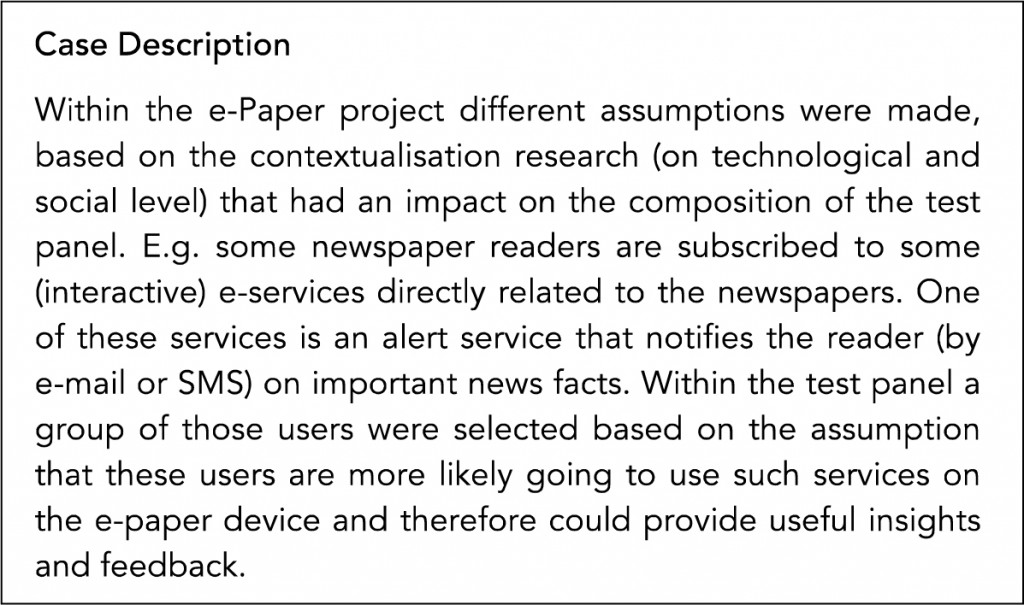 Case Description
Within the e-Paper project different assumptions were made,
based on the contextualisation research (on technological and
social level) that had an impact on the composition of the test
panel. E.g. some newspaper readers are subscribed to some
(interactive) e-services directly related to the newspapers. One
of these services is an alert service that notifies the reader (by
e-mail or SMS) on important news facts. Within the test panel a
group of those users were selected based on the assumption
that these users are more likely going to use such services on
the e-paper device and therefore could provide useful insights
and feedback.